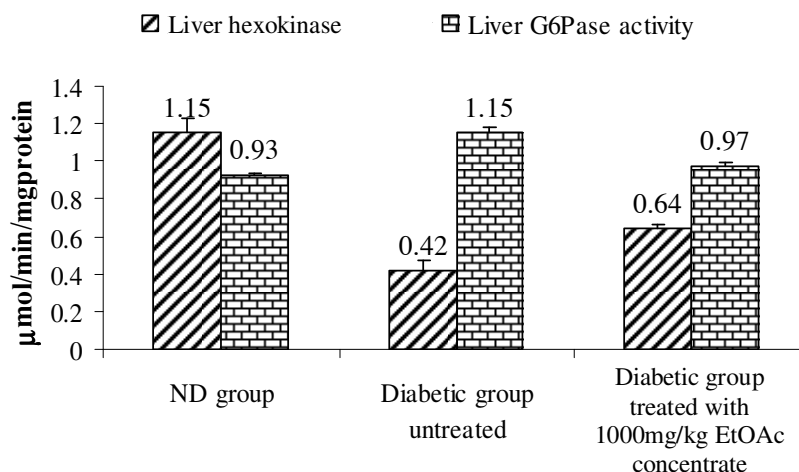 Liver hexokinase Liver G6Pase activity
µmol/min/mgprotein
1.4
1.2
1
0.8
0.6
0.4
0.2
0
1.15
0.93
0.42
1.15
0.64
0.97
ND group
Diabetic group
untreated
Diabetic group
treated with
1000mg/kg EtOAc
concentrate